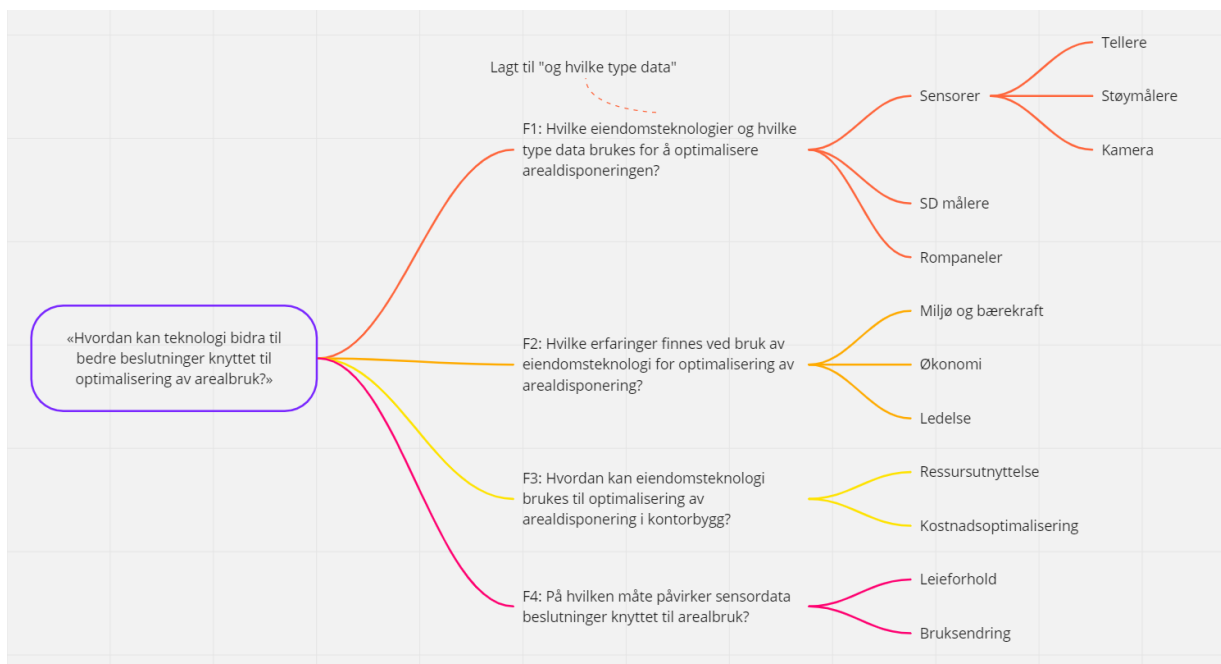 Lagt til "og hvilke type data"
F1: Hvilke eiendomsteknologier og hvilke
type data brukes for å optimalisere
arealdisponeringen?
Sensorer
Tellere
Støymålere
Kamera
SD målere
Rompaneler
«Hvordan kan teknologi bidra til
bedre beslutninger knyttet til
optimalisering av arealbruk?»
F2: Hvilke erfaringer finnes ved bruk av
eiendomsteknologi for optimalisering av
arealdisponering?
Miljø og bærekraft
Økonomi
Ledelse
F3: Hvordan kan eiendomsteknologi
brukes til optimalisering av
arealdisponering i kontorbygg?
Ressursutnyttelse
Kostnadsoptimalisering
F4: På hvilken måte påvirker sensordata
beslutninger knyttet til arealbruk?
Leieforhold
Bruksendring